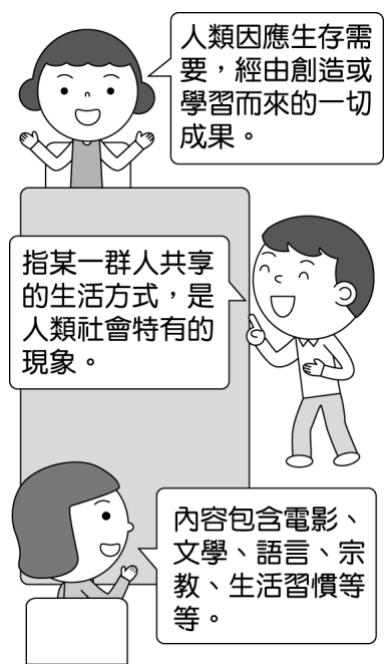 人類因應生存需
要，經由創造或
學習而來的一切
成果。
指某一群人共享
的生活方式，是
人類社會特有的
現象。
內容包含電影、
文學、語言、宗
教、生活習慣等
等。